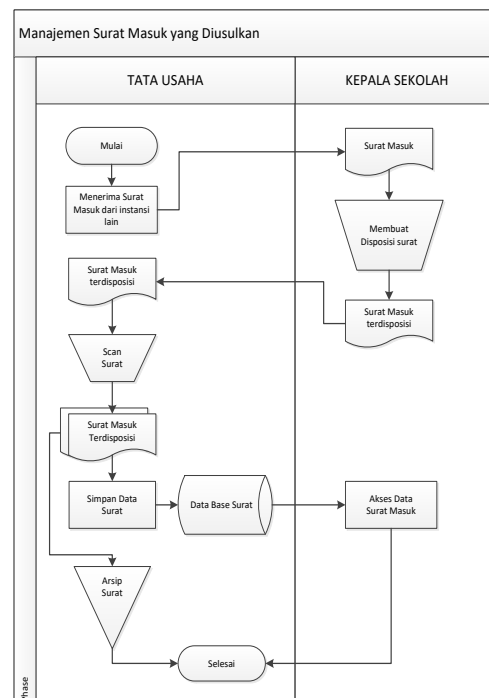 Manajemen Surat Masuk yang Diusulkan
TATA USAHA
KEPALA SEKOLAH
Mulai
Surat Masuk
Menerima Surat
Masuk dari instansi
lain
Membuat
Disposisi surat
Surat Masuk
terdisposisi
Surat Masuk
terdisposisi
Scan
Surat
Surat Masuk
Terdisposisi
Simpan Data
Surat
Data Base Surat
Akses Data
Surat Masuk
Arsip
Surat
Selesai
Phase